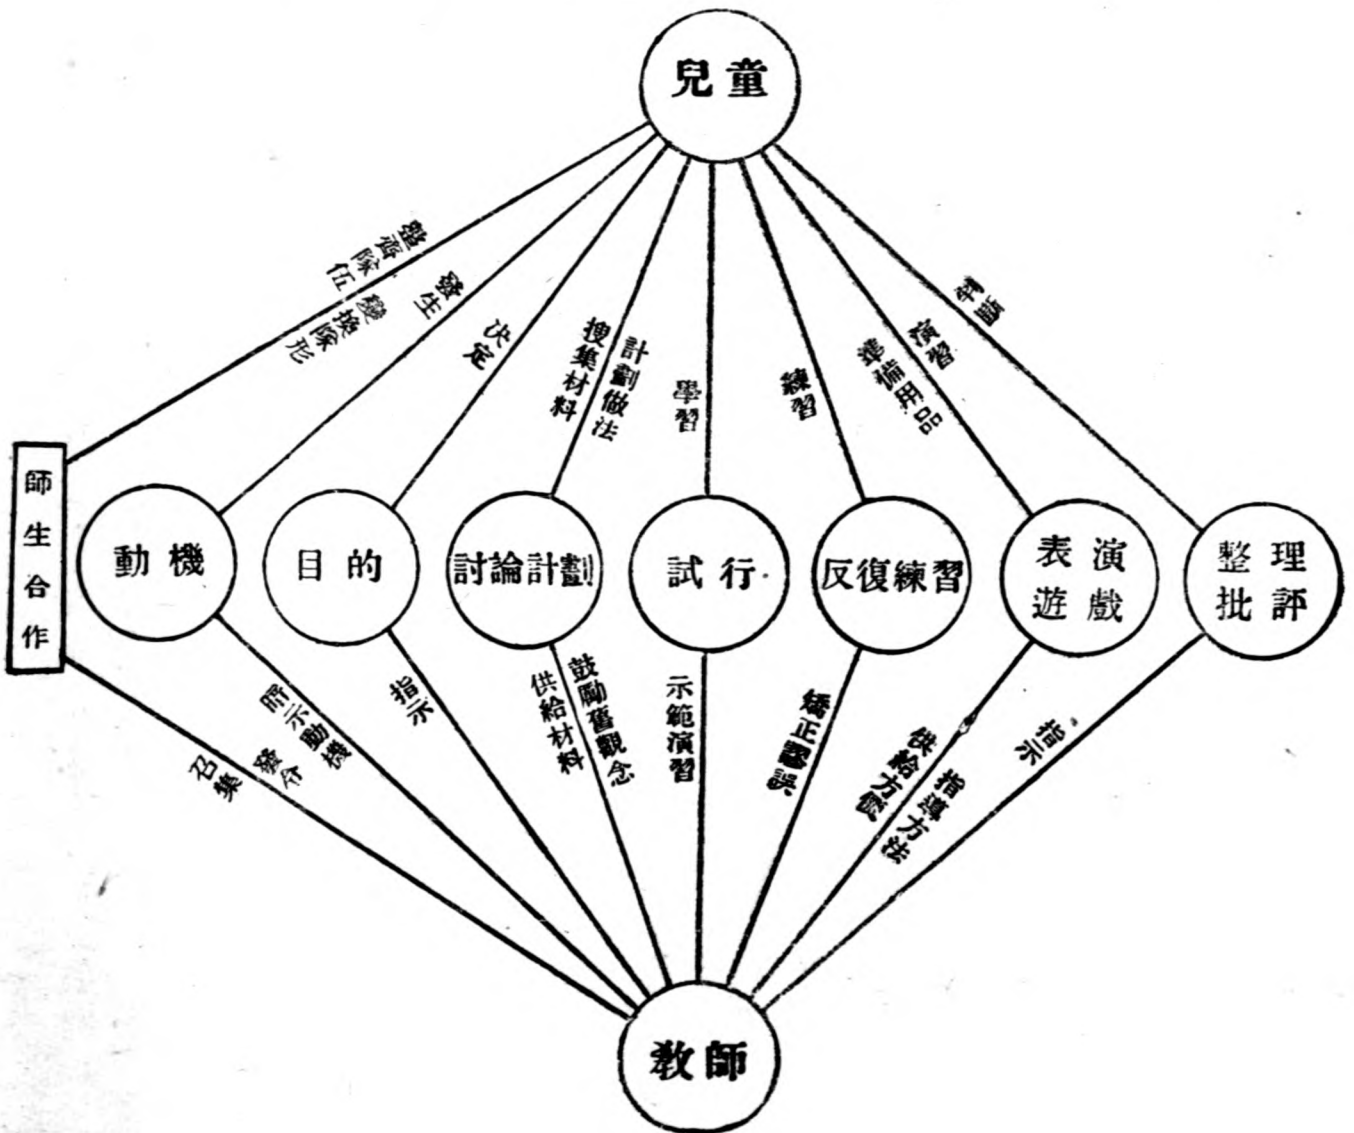 兒童
整齊隊伍
變換隊形
發生
決定
搜集材料
計劃做法
學習
練習
準備用品
演習
師生合作
動機
目的
討論計劃
試行
反復練習
表演
遊戲
整理
批評
召集
發令
暗示動機
指示
供給材料
鼓勵舊觀念
示範演習
矯正謬誤
供給方便
指導方法
指示
教師